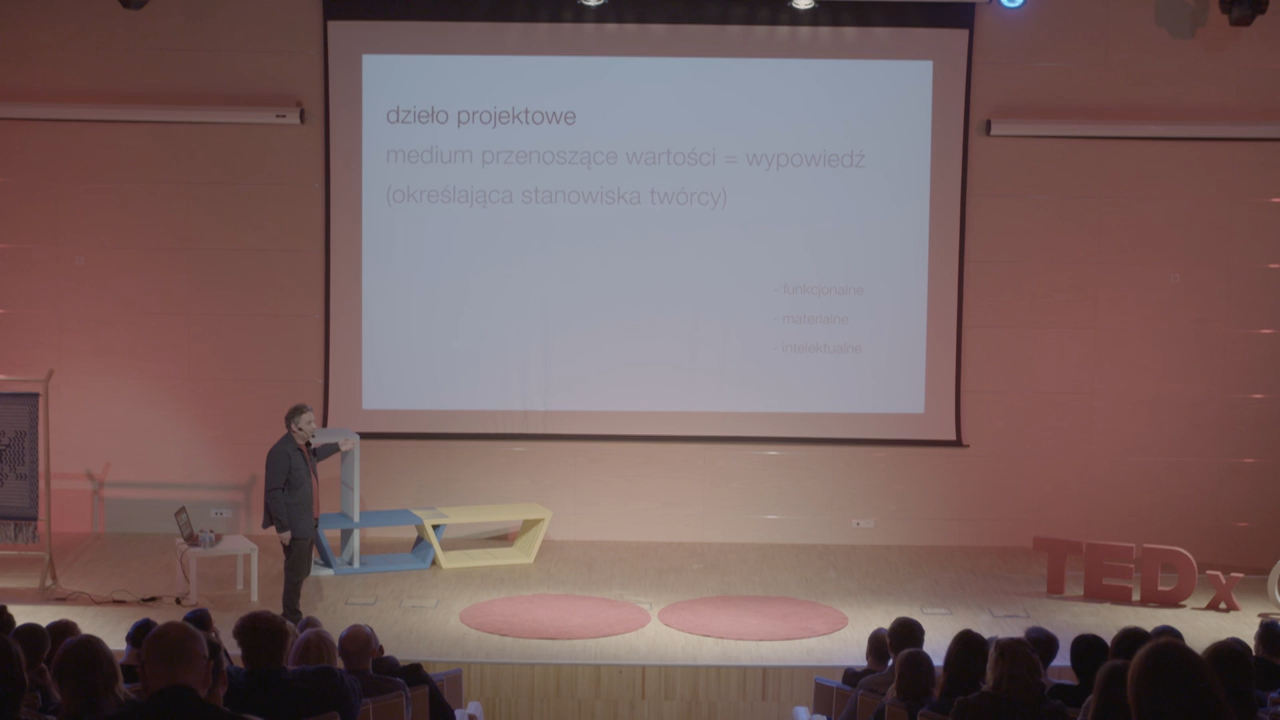 dzieło projektowe
medium przenoszące wartości = wypowiedź
(określająca stanowiska twórcy)
- funkcjonalne
- materialne
- intelektualne
TEDx